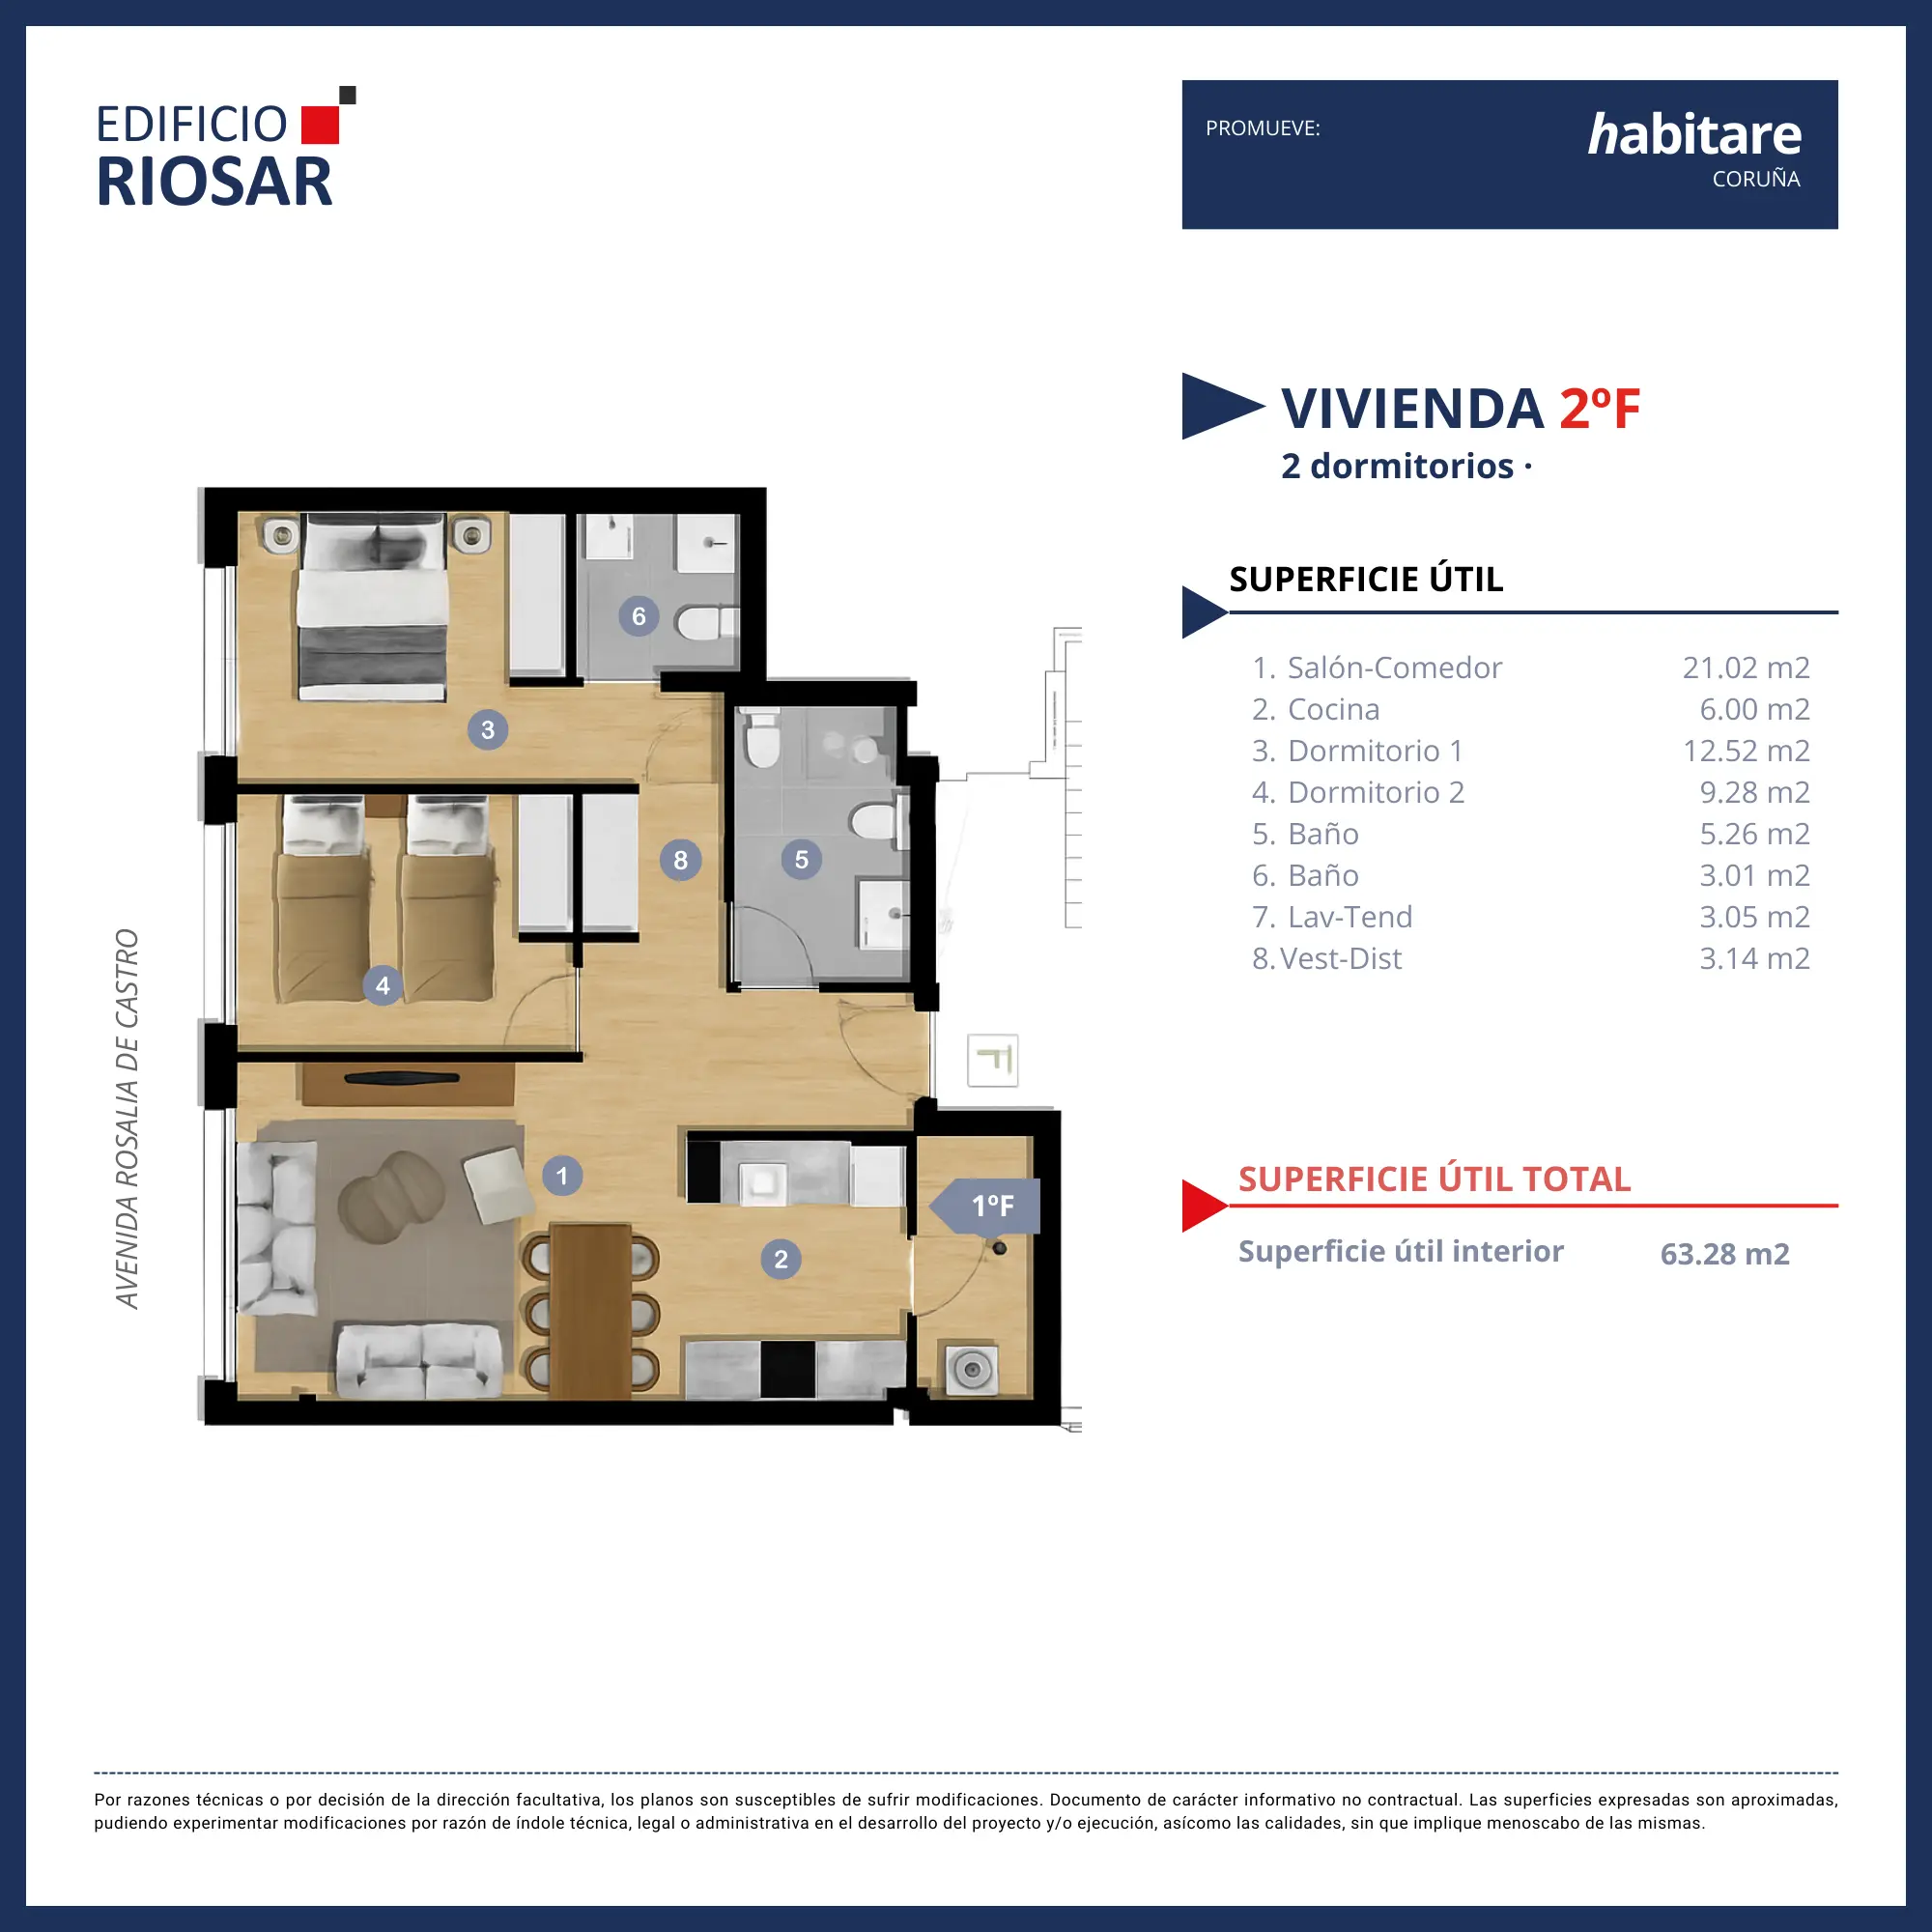 EDIFICIO
RIOSAR
PROMUEVE:
habitare
CORUÑA
VIVIENDA 2ºF
2 dormitorios ·
SUPERFICIE ÚTIL
1. Salón-Comedor 21.02 m2
2. Cocina 6.00 m2
3. Dormitorio 1 12.52 m2
4. Dormitorio 2 9.28 m2
5. Baño 5.26 m2
6. Baño 3.01 m2
7. Lav-Tend 3.05 m2
8. Vest-Dist 3.14 m2
SUPERFICIE ÚTIL TOTAL
Superficie útil interior 63.28 m2
AVENIDA ROSALIA DE CASTRO
6
3
8
5
4
F
1
1ºF
2
Por razones técnicas o por decisión de la dirección facultativa, los planos son susceptibles de sufrir modificaciones. Documento de carácter informativo no contractual. Las superficies expresadas son aproximadas,
pudiendo experimentar modificaciones por razón de índole técnica, legal o administrativa en el desarrollo del proyecto y/o ejecución, asícomo las calidades, sin que implique menoscabo de las mismas.